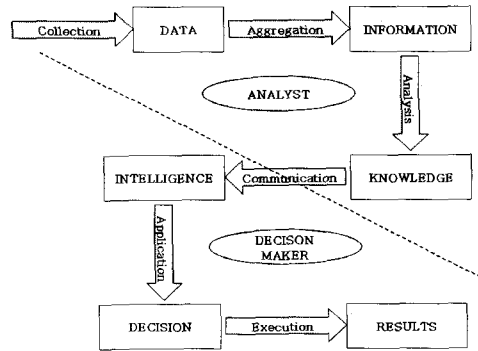 Collection
DATA
Aggregation
INFORMATION
Analysis
ANALYST
INTELLIGENCE
Communication
KNOWLEDGE
Application
DECISON
MAKER
DECISION
Execution
RESULTS